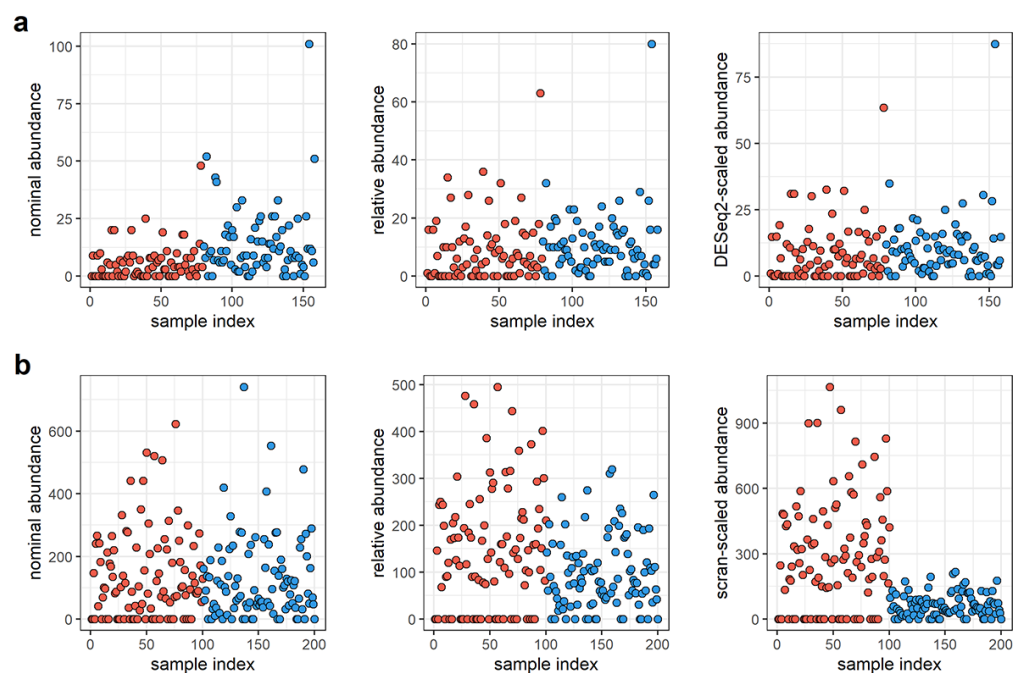 a
nominal abundance
100
75
50
25
0
0 50 100 150
sample index
relative abundance
80
60
40
20
0
0 50 100 150
sample index
DESeq2-scaled abundance
75
50
25
0
0 50 100 150
sample index
b
nominal abundance
600
400
200
0
0 50 100 150 200
sample index
relative abundance
500
400
300
200
100
0
0 50 100 150 200
sample index
scran-scaled abundance
900
600
300
0
0 50 100 150 200
sample index